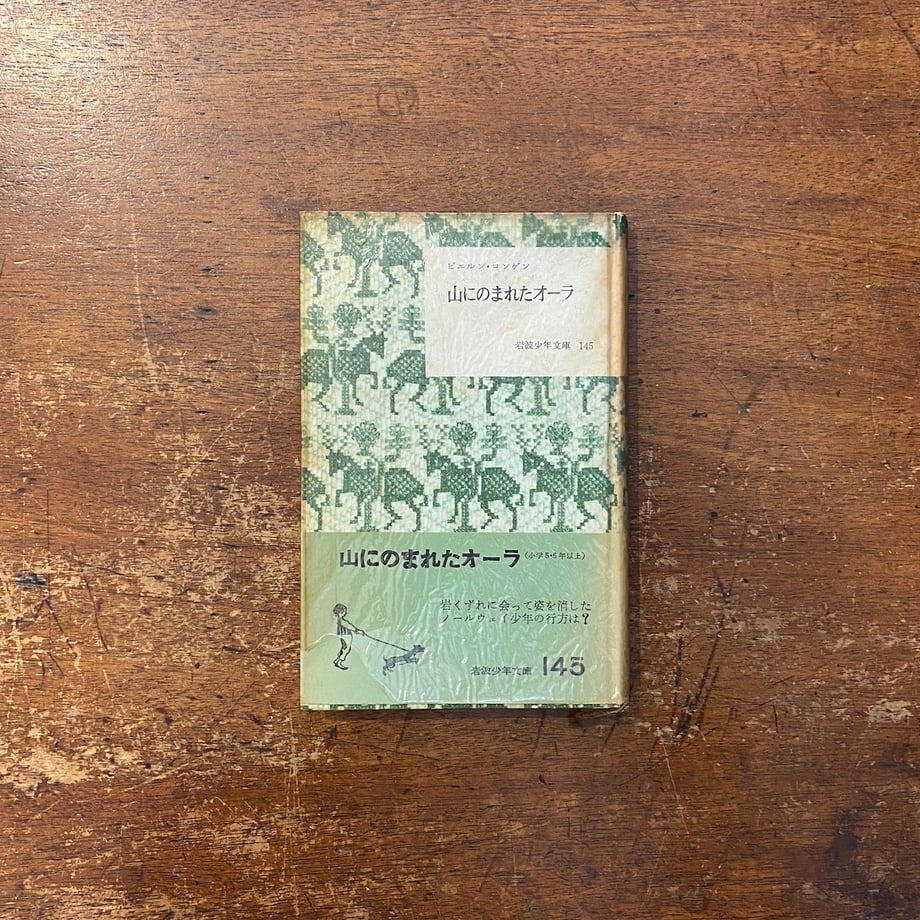 ビエルン・ロンゲン
山にのまれたオーラ
岩波少年文庫 145
山にのまれたオーラ(小学5・6年以上)
岩くずれに会って姿を消した
ノールウェイ少年の行方は?
岩波少年文庫 145